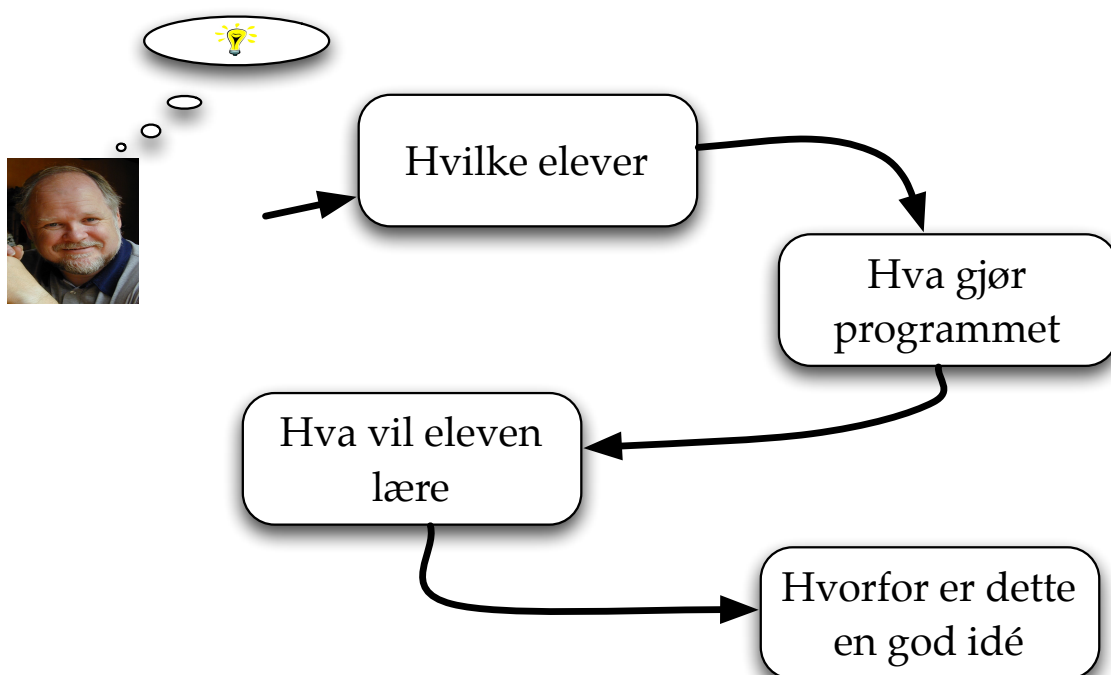 Hvilke elever
Hva gjør
programmet
Hva vil eleven
lære
Hvorfor er dette
en god idé